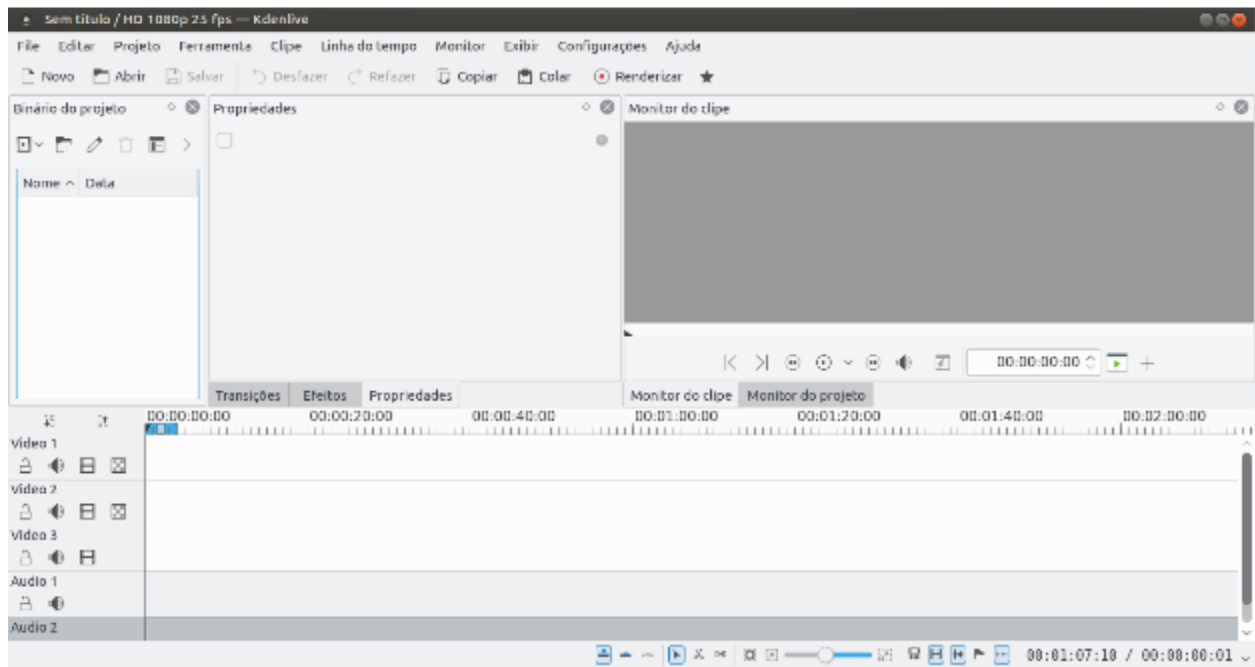 Sem título / HD 1080p 25 fps — Kdenlive
File Editar Projeto Ferramenta Clipe Linha do tempo Monitor Exibir Configurações Ajuda
Novo Abrir Salvar Desfazer Refazer Copiar Colar Renderizar
Binário do projeto Propriedades Monitor do clipe
Nome Data
00:00:00:00
Transições Efeitos Propriedades Monitor do clipe Monitor do projeto
00:00:00:00 00:00:20:00 00:00:40:00 00:01:00:00 00:01:20:00 00:01:40:00 00:02:00:00
Vídeo 1
Vídeo 2
Vídeo 3
Audio 1
Audio 2
00:01:07:10 / 00:00:00:01